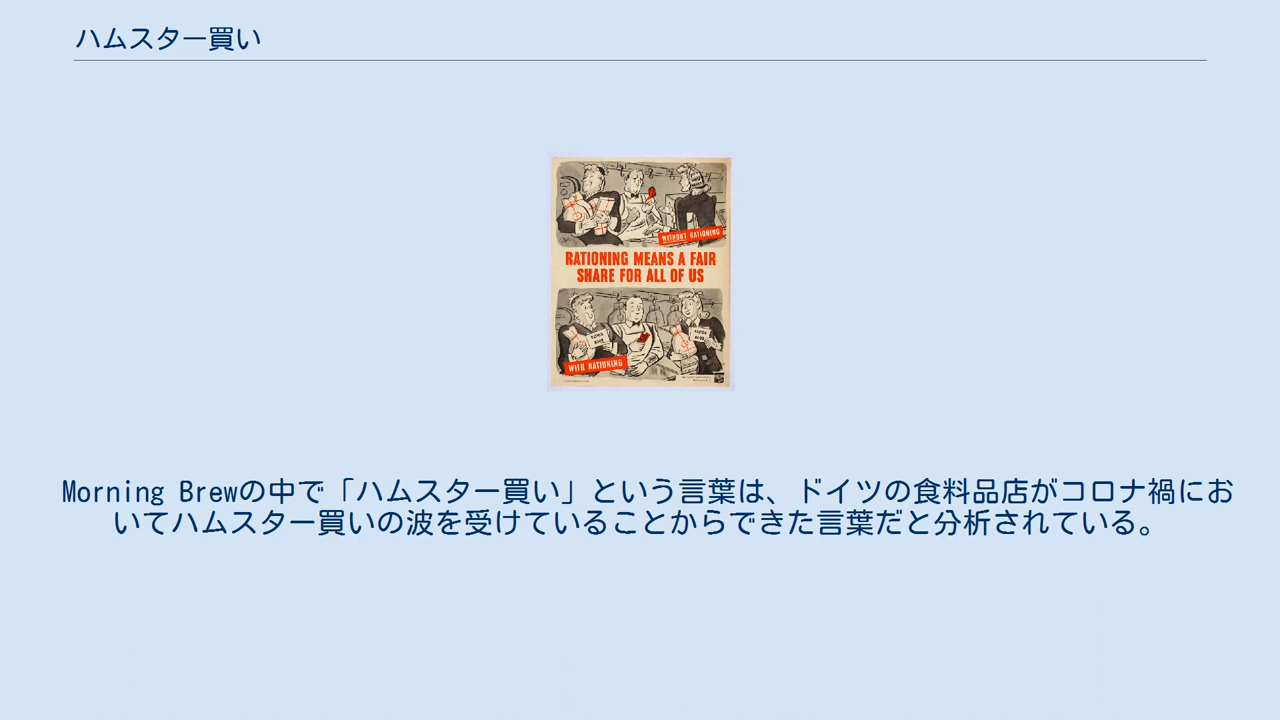 ハムスター買い
WITHOUT RATIONING
RATIONING MEANS A FAIR
SHARE FOR ALL OF US
WITH RATIONING
Morning Brewの中で「ハムスター買い」という言葉は、ドイツの食料品店がコロナ禍にお
いてハムスター買いの波を受けていることからできた言葉だと分析されている。